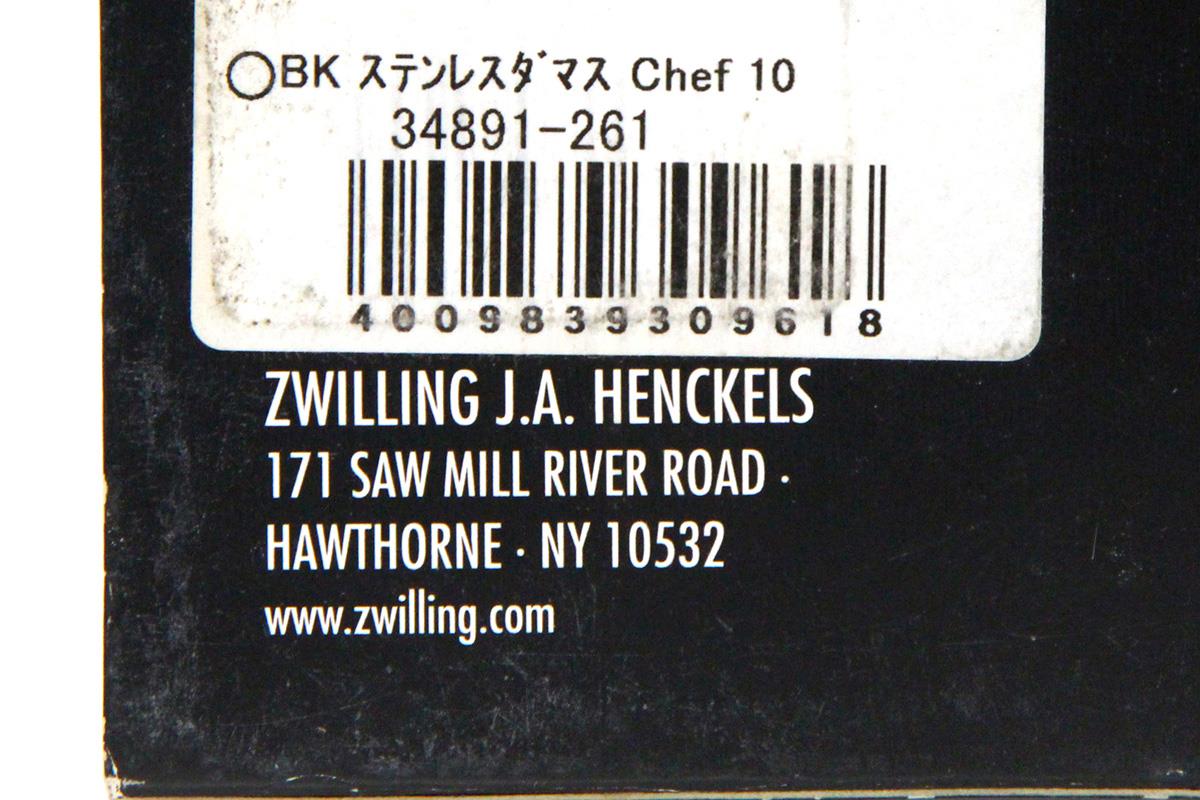 ○BK ステンレスダマス Chef 10
34891-261
4009839309618
ZWILLING J.A. HENCKELS
171 SAW MILL RIVER ROAD ·
HAWTHORNE · NY 10532
www.zwilling.com